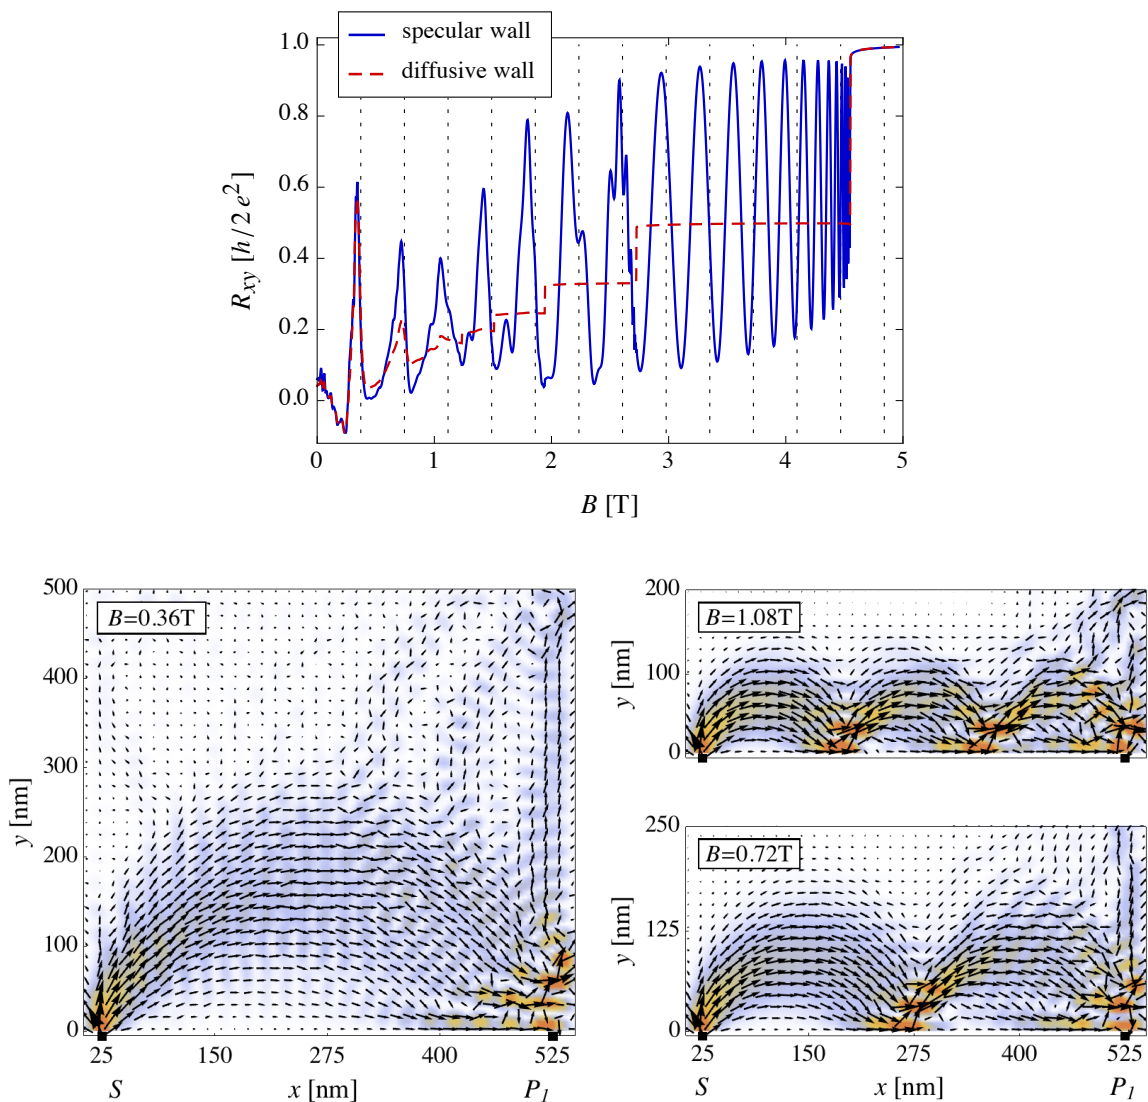 specular wall
diffusive wall
1.0
0.8
0.6
0.4
0.2
0.0
R_xy [h / 2 e^2]
0 1 2 3 4 5
B [T]
B=0.36T
500
400
300
200
100
0
y [nm]
25 150 275 400 525
S x [nm] P_1
B=1.08T
200
100
0
y [nm]
B=0.72T
250
125
0
y [nm]
25 150 275 400 525
S x [nm] P_1